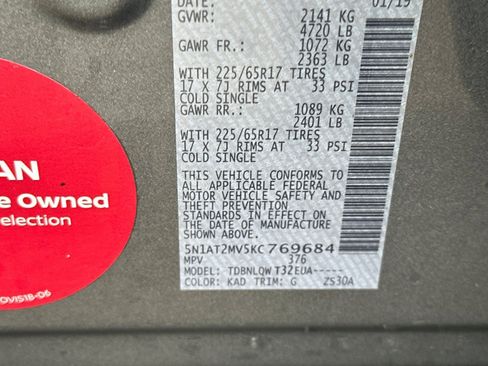 DATE: 01/19
GVWR: 2141 KG
4720 LB
GAWR FR.: 1072 KG
2363 LB
WITH 225/65R17 TIRES
17 X 7J RIMS AT 33 PSI
COLD SINGLE
GAWR RR.: 1089 KG
2401 LB
WITH 225/65R17 TIRES
17 X 7J RIMS AT 33 PSI
COLD SINGLE
THIS VEHICLE CONFORMS TO
ALL APPLICABLE FEDERAL
MOTOR VEHICLE SAFETY AND
THEFT PREVENTION
STANDARDS IN EFFECT ON
THE DATE OF MANUFACTURE
SHOWN ABOVE.
5N1AT2MV5KC769684
MPV 376
MODEL: TDBNLQW T32EUA-----
COLOR: KAD TRIM: G ZS30A
AN
e Owned
election